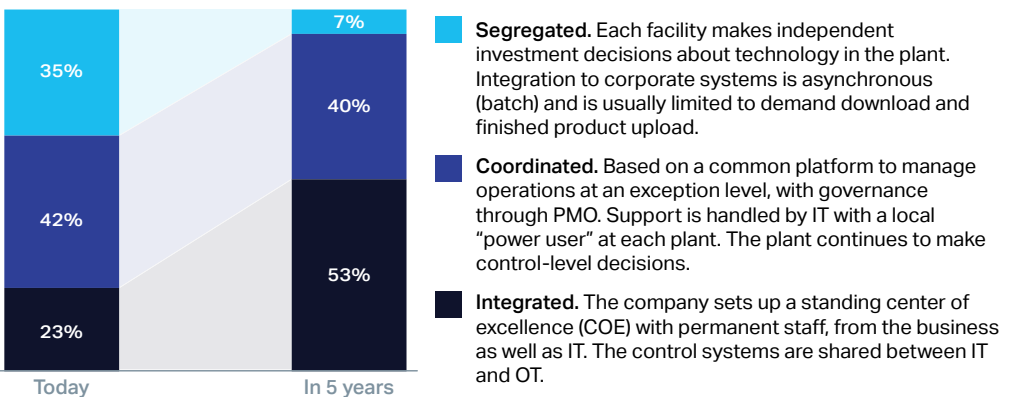 35%
42%
23%
Today
7%
40%
53%
In 5 years
Segregated. Each facility makes independent
investment decisions about technology in the plant.
Integration to corporate systems is asynchronous
(batch) and is usually limited to demand download and
finished product upload.
Coordinated. Based on a common platform to manage
operations at an exception level, with governance
through PMO. Support is handled by IT with a local
“power user” at each plant. The plant continues to make
control-level decisions.
Integrated. The company sets up a standing center of
excellence (COE) with permanent staff, from the business
as well as IT. The control systems are shared between IT
and OT.